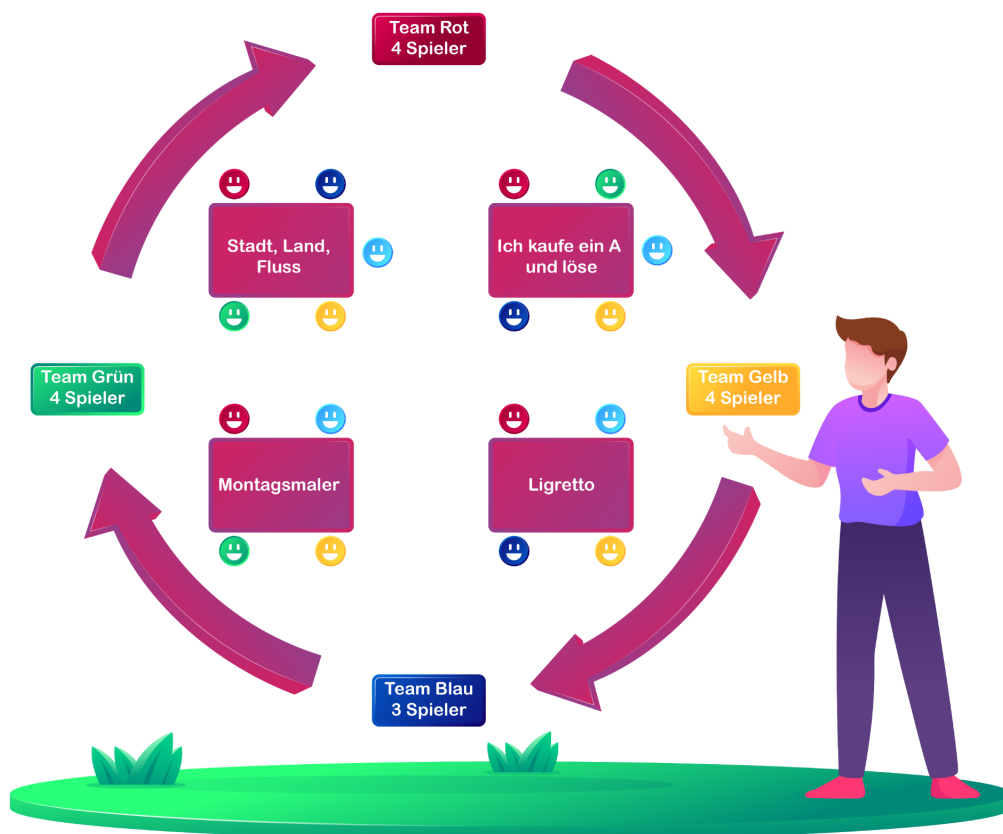 Team Rot
4 Spieler
Stadt, Land,
Fluss
Ich kaufe ein A
und löse
Team Grün
4 Spieler
Team Gelb
4 Spieler
Montagsmaler
Ligretto
Team Blau
3 Spieler